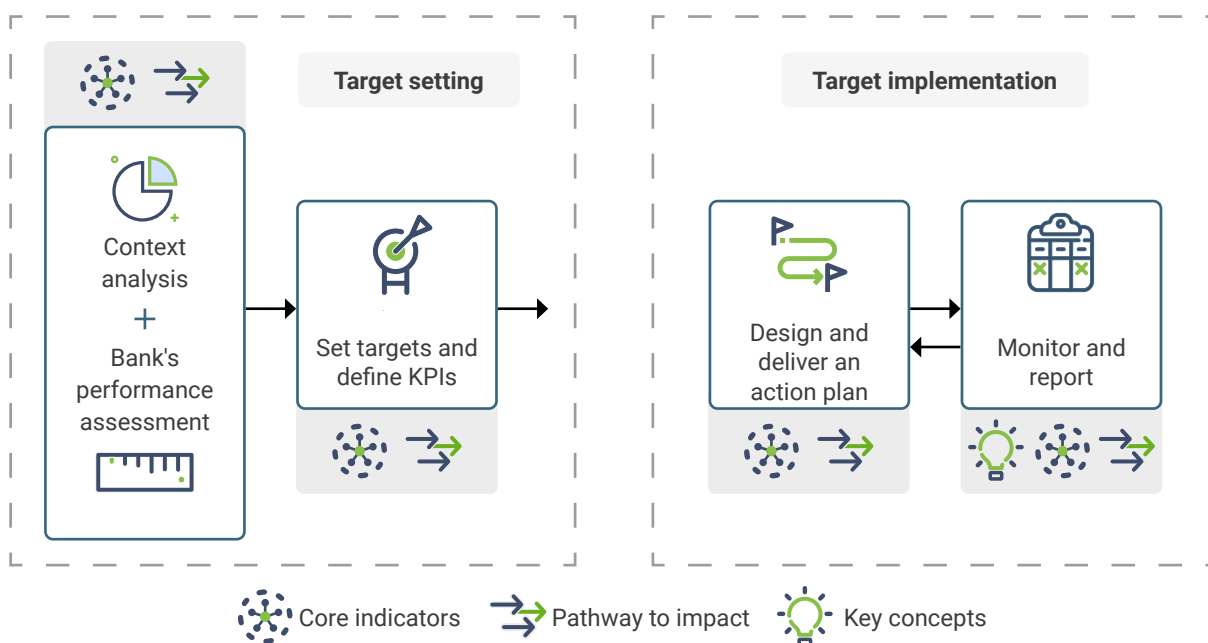 Target setting
Context
analysis
+
Bank's
performance
assessment
Set targets and
define KPIs
Target implementation
Design and
deliver an
action plan
Monitor and
report
Core indicators
Pathway to impact
Key concepts